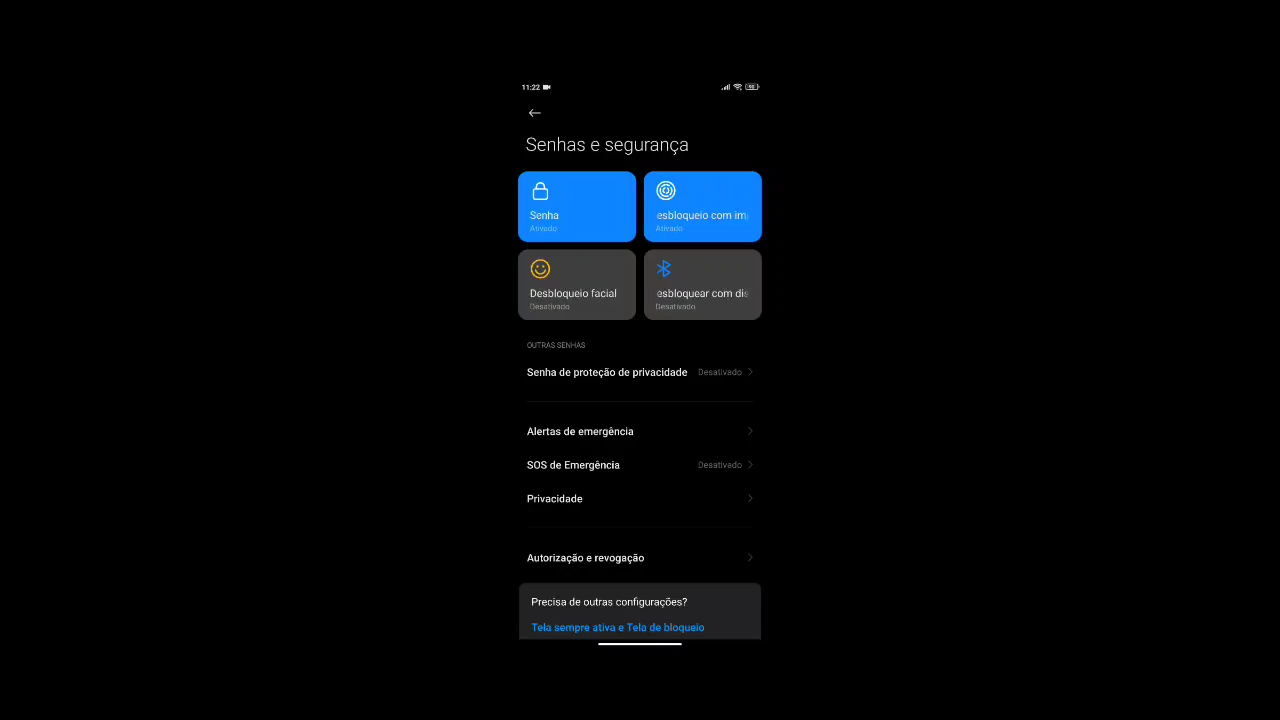 11:22
Senhas e segurança
Senha
Ativado
esbloqueio com im
Ativado
Desbloqueio facial
Desativado
esbloquear com dis
Desativado
OUTRAS SENHAS
Senha de proteção de privacidade Desativado
Alertas de emergência
SOS de Emergência Desativado
Privacidade
Autorização e revogação
Precisa de outras configurações?
Tela sempre ativa e Tela de bloqueio